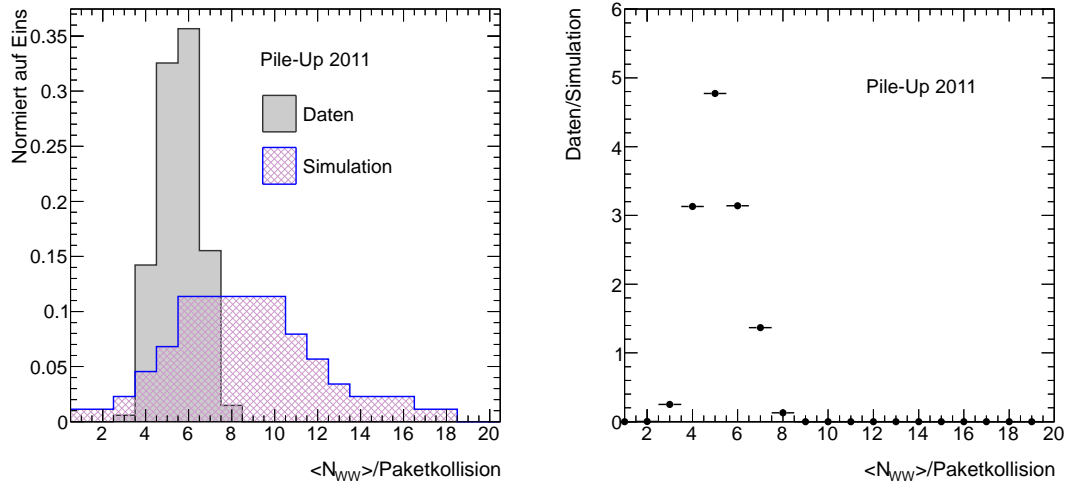 Normiert auf Eins
0.35
0.3
0.25
0.2
0.15
0.1
0.05
0
Pile-Up 2011
Daten
Simulation
2 4 6 8 10 12 14 16 18 20
<N_WW>/Paketkollision
Daten/Simulation
6
5
4
3
2
1
0
Pile-Up 2011
2 4 6 8 10 12 14 16 18 20
<N_WW>/Paketkollision